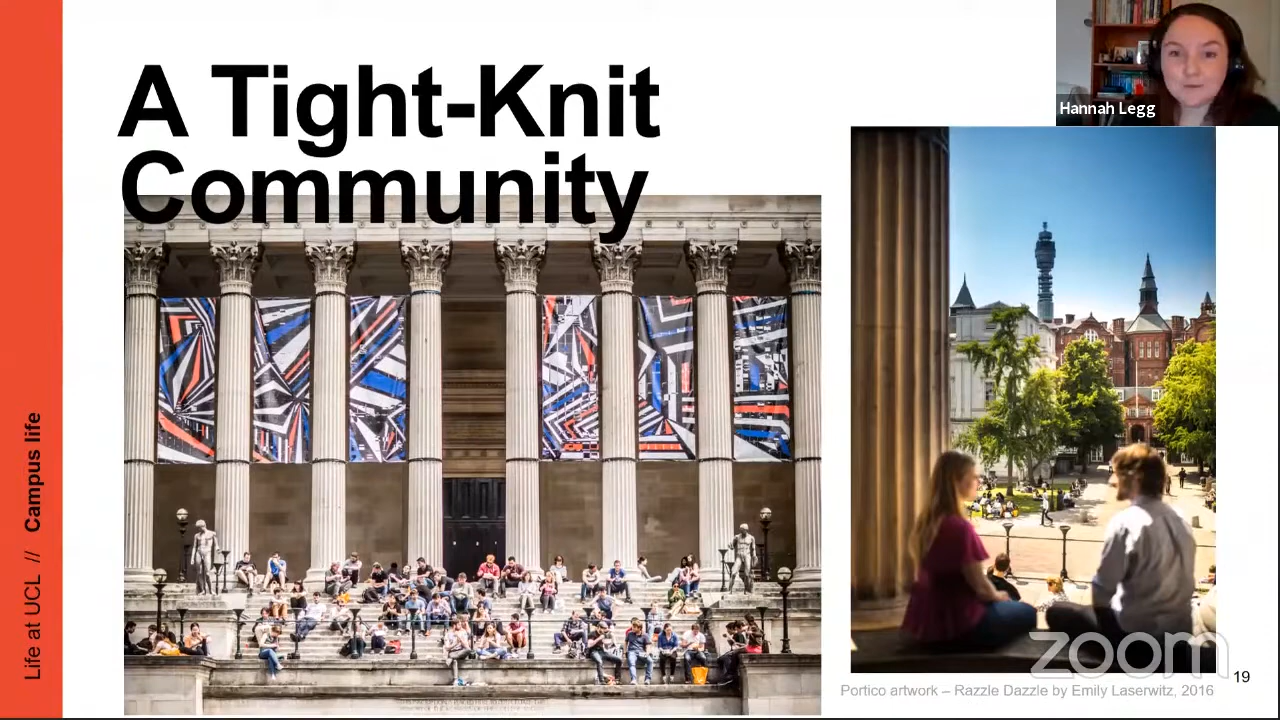 A Tight-Knit
Community
Hannah Legg
Life at UCL // Campus life
zoom
19
Portico artwork – Razzle Dazzle by Emily Laserwitz, 2016